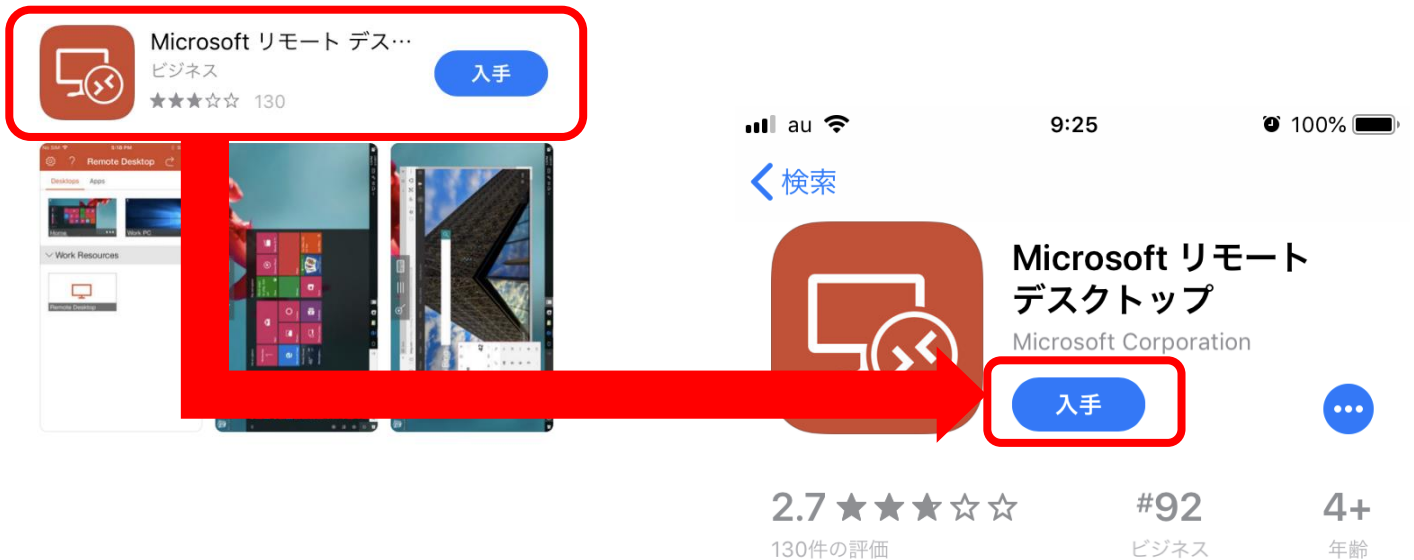 Microsoft リモート デス…
ビジネス
入手
130
Remote Desktop
Desktops Apps
Home
Work PC
Work Resources
Remote Desktop
au
9:25
100%
検索
Microsoft リモート
デスクトップ
Microsoft Corporation
入手
2.7
#92
4+
130件の評価
ビジネス
年齢